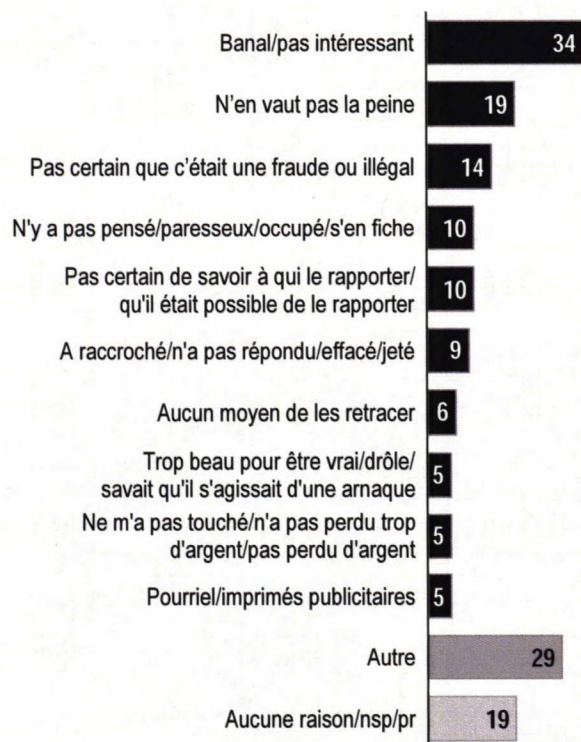 Banal/pas intéressant 34
N'en vaut pas la peine 19
Pas certain que c'était une fraude ou illégal 14
N'y a pas pensé/paresseux/occupé/s'en fiche 10
Pas certain de savoir à qui le rapporter/
qu'il était possible de le rapporter 10
A raccroché/n'a pas répondu/effacé/jeté 9
Aucun moyen de les retracer 6
Trop beau pour être vrai/drôle/
savait qu'il s'agissait d'une arnaque 5
Ne m'a pas touché/n'a pas perdu trop
d'argent/pas perdu d'argent 5
Pourriel/imprimés publicitaires 5
Autre 29
Aucune raison/nsp/pr 19